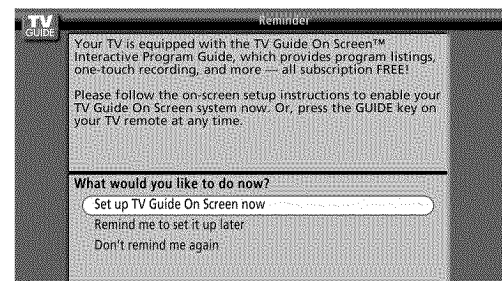 Reminder
TV
GUIDE
Your TV is equipped with the TV Guide On Screen™
Interactive Program Guide, which provides program listings,
one-touch recording, and more — all subscription FREE!
Please follow the on-screen setup instructions to enable your
TV Guide On Screen system now. Or, press the GUIDE key on
your TV remote at any time.
What would you like to do now?
Set up TV Guide On Screen now
Remind me to set it up later
Don't remind me again